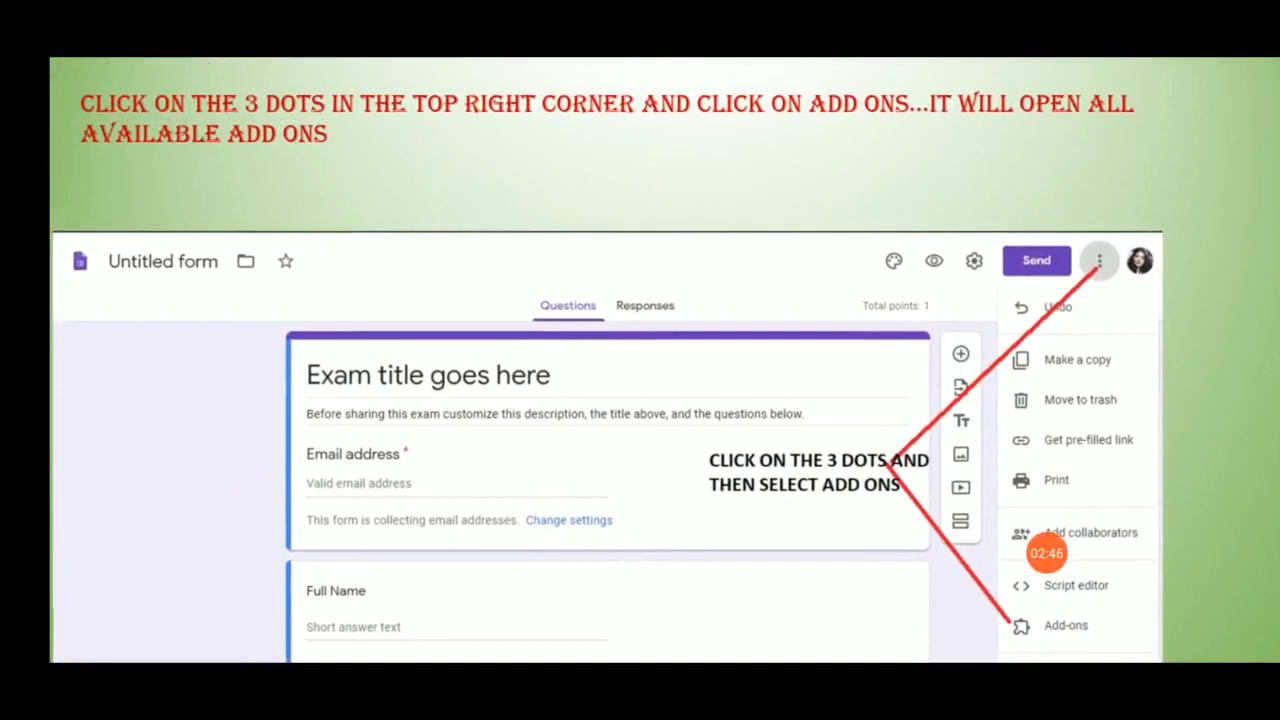 CLICK ON THE 3 DOTS IN THE TOP RIGHT CORNER AND CLICK ON ADD ONS...IT WILL OPEN ALL
AVAILABLE ADD ONS
Untitled form
Send
Questions Responses Total points: 1
Undo
Exam title goes here
Make a copy
Before sharing this exam customize this description, the title above, and the questions below.
Move to trash
Email address *
Get pre-filled link
CLICK ON THE 3 DOTS AND
THEN SELECT ADD ONS
Valid email address
Print
This form is collecting email addresses. Change settings
Add collaborators
02:46
Full Name
Script editor
Short answer text
Add-ons